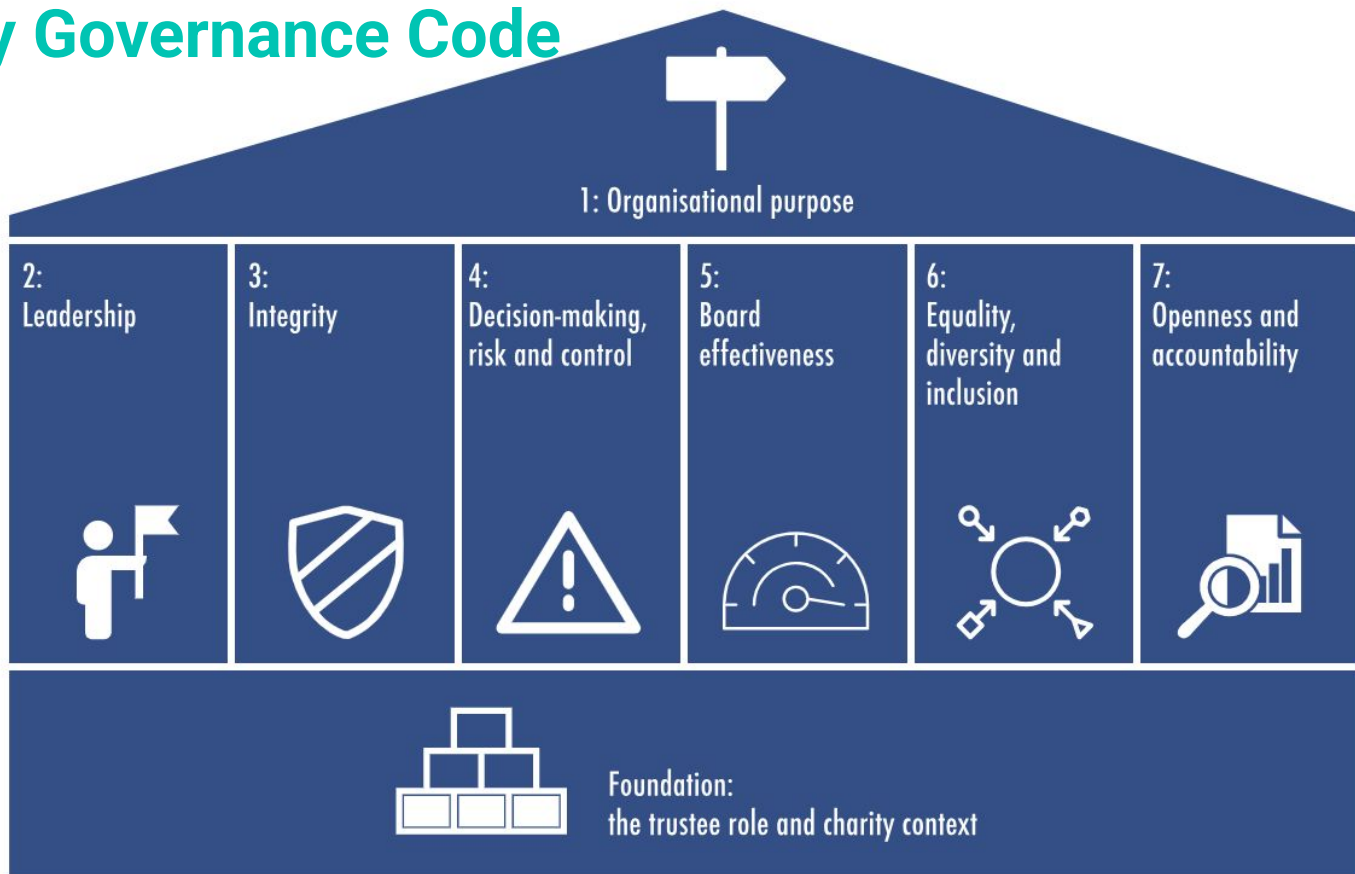 y Governance Code
1: Organisational purpose
2:
Leadership
3:
Integrity
4:
Decision-making,
risk and control
5:
Board
effectiveness
6:
Equality,
diversity and
inclusion
7:
Openness and
accountability
Foundation:
the trustee role and charity context